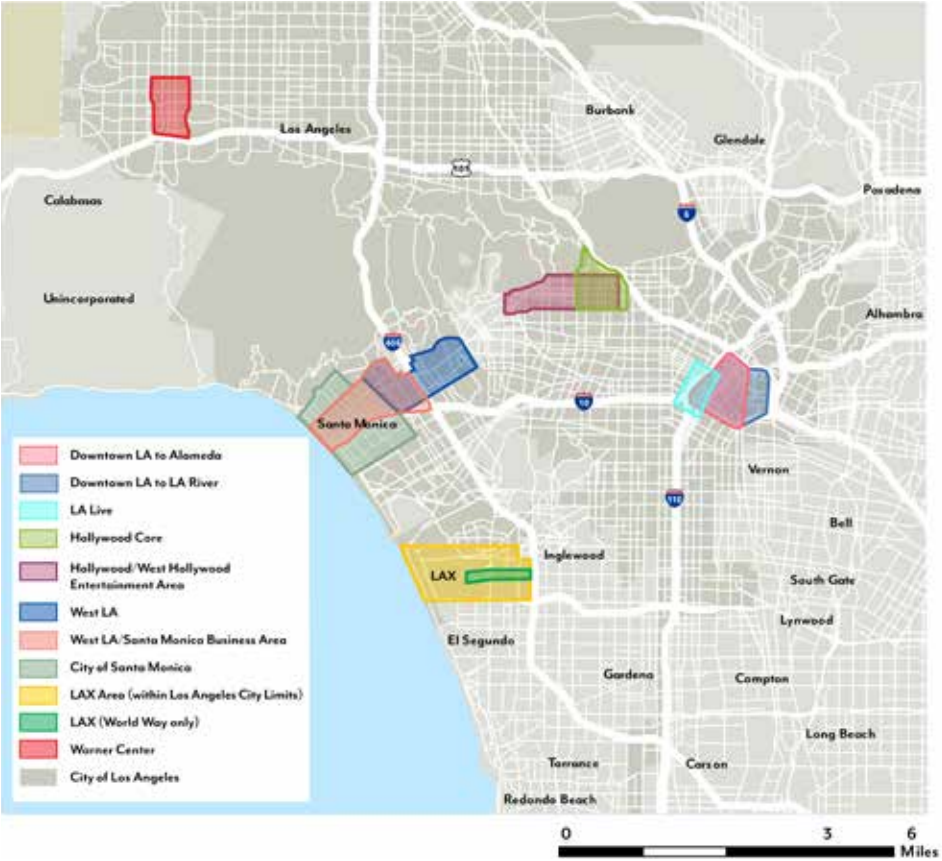 Burbank
Los Angeles
Glendale
101
Pasadena
Calabasas
5
Unincorporated
Alhambra
405
10
Santa Monica
Downtown LA to Alameda
Downtown LA to LA River
LA Live
Hollywood Core
Hollywood/West Hollywood
Entertainment Area
West LA
West LA/Santa Monica Business Area
City of Santa Monica
LAX Area (within Los Angeles City Limits)
LAX (World Way only)
Warner Center
City of Los Angeles
Vernon
110
Bell
Inglewood
LAX
South Gate
Lynwood
El Segundo
Gardena
Compton
Long Beach
Torrance
Carson
Redondo Beach
0 3 6
Miles